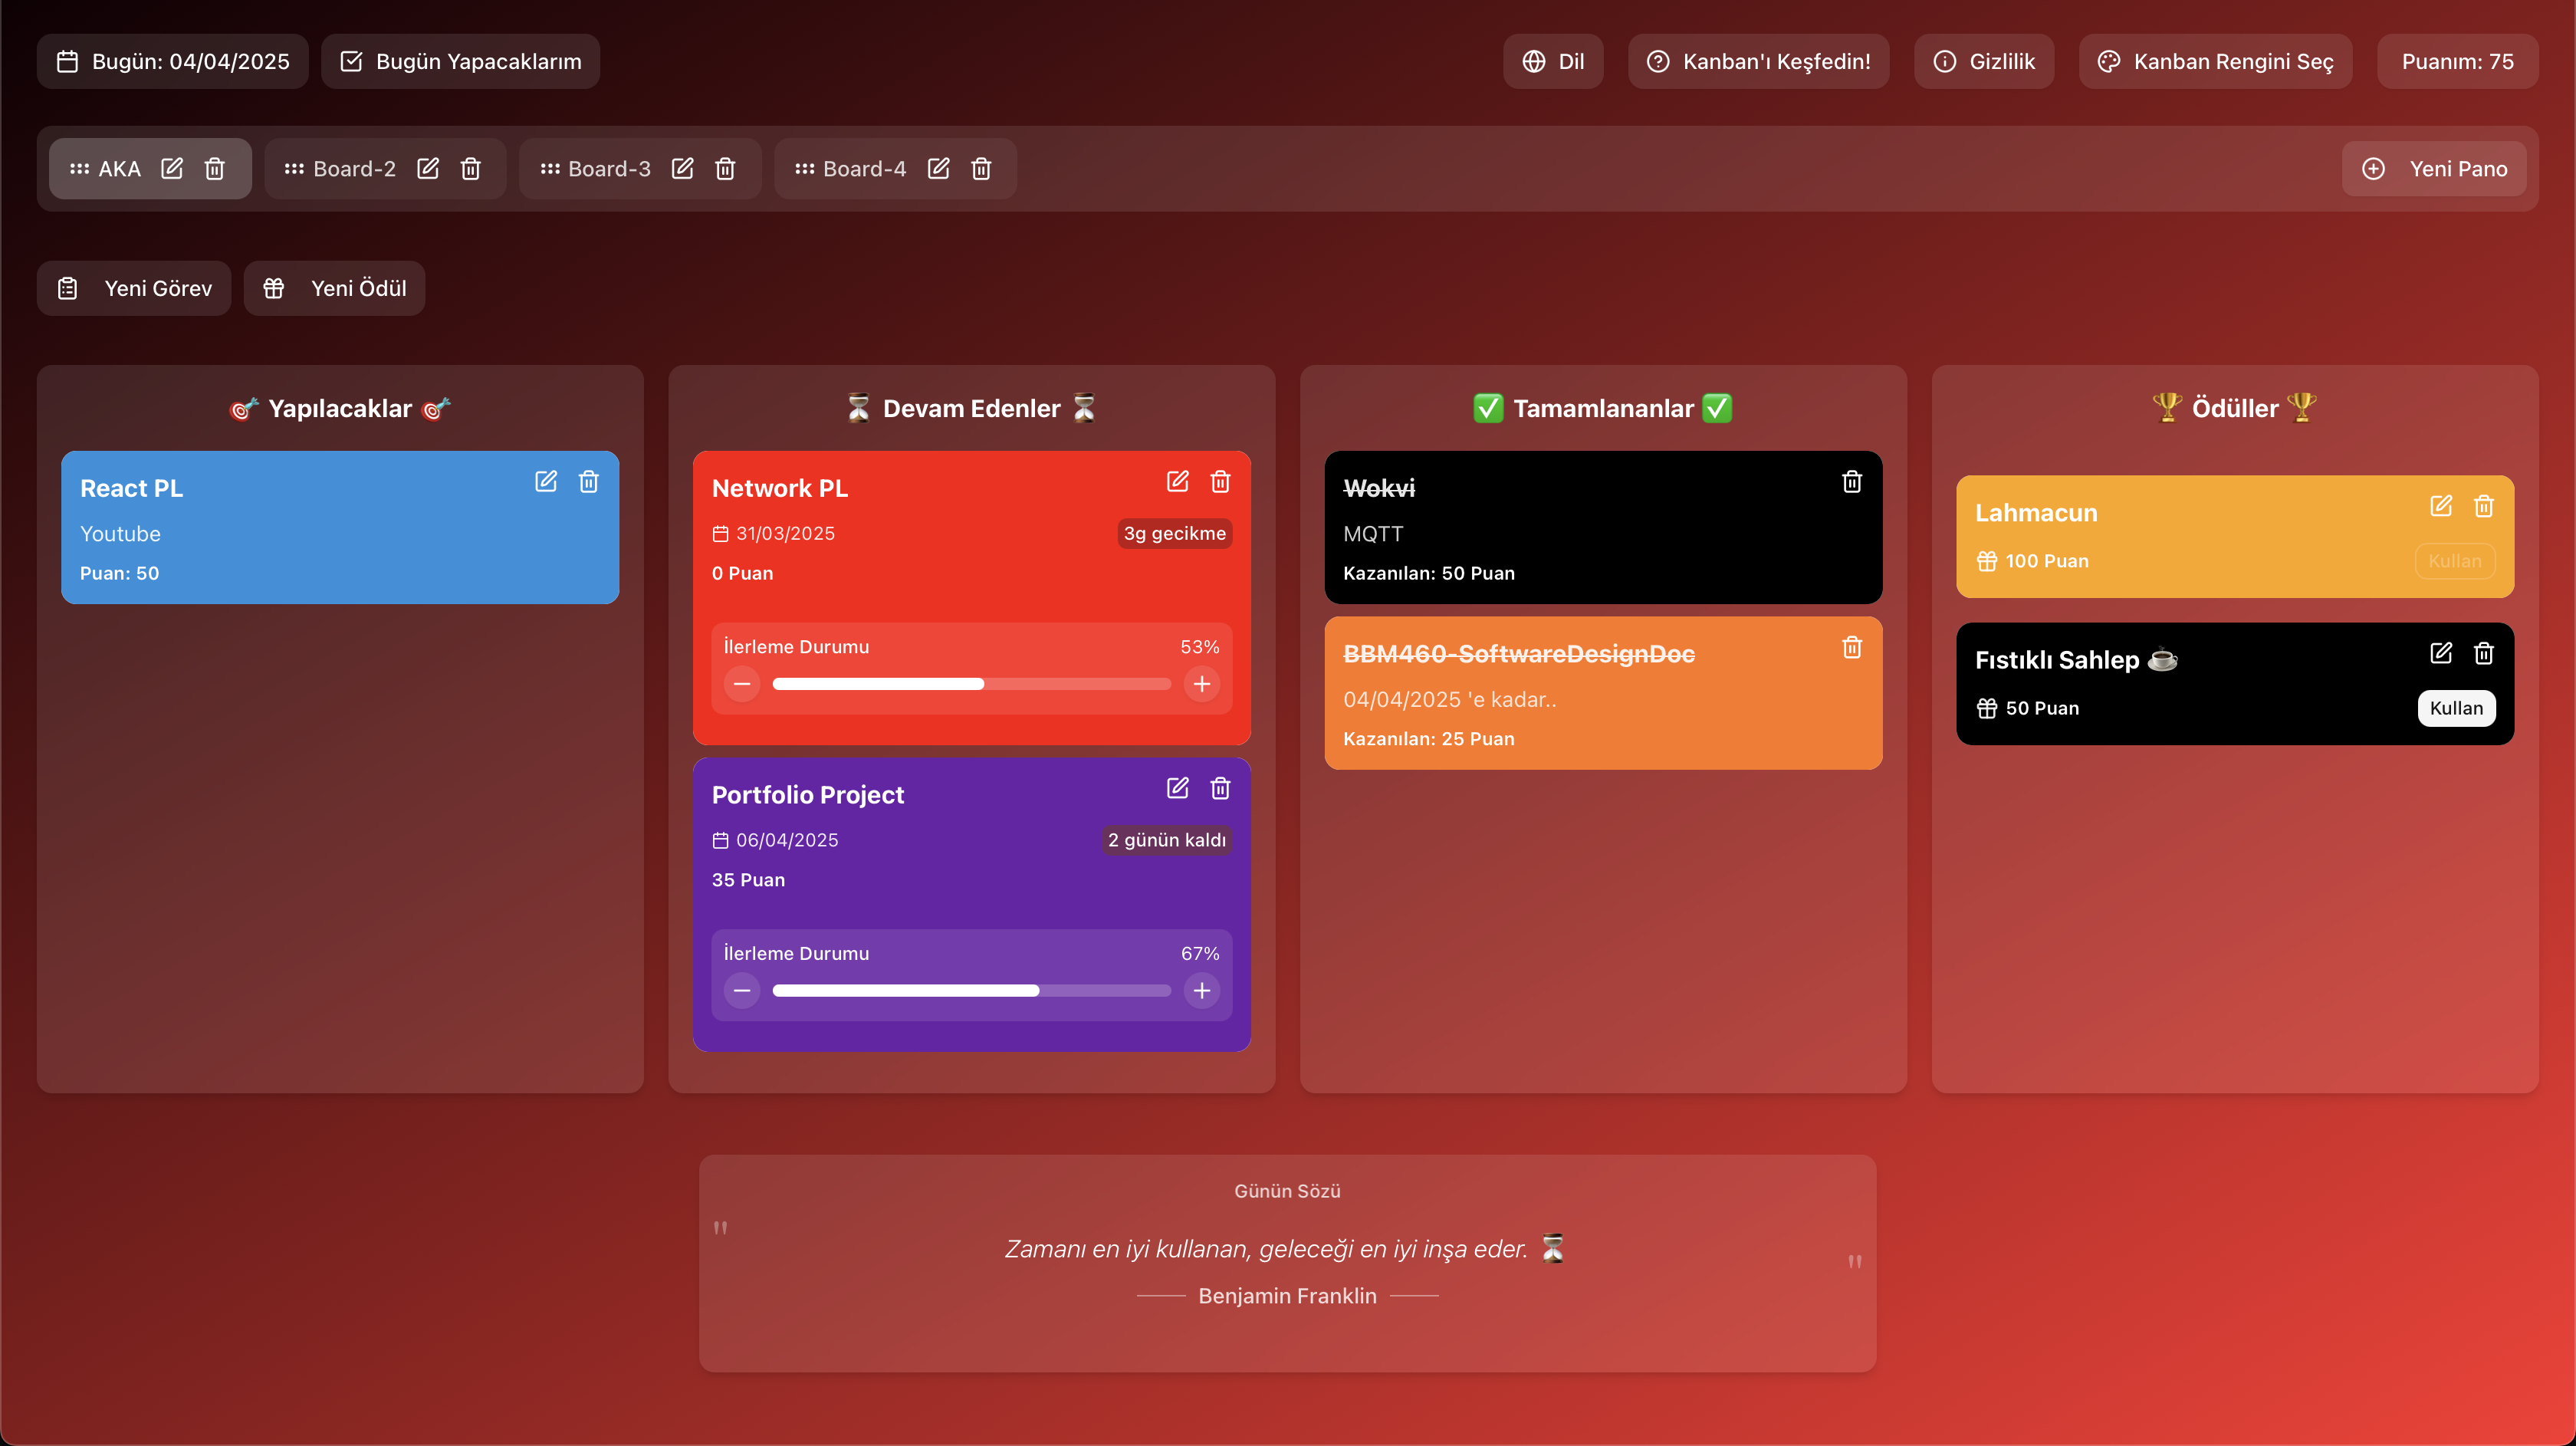 Bugün: 04/04/2025
Bugün Yapacaklarım
Dil
Kanban'ı Keşfedin!
Gizlilik
Kanban Rengini Seç
Puanım: 75
AKA
Board-2
Board-3
Board-4
Yeni Pano
Yeni Görev
Yeni Ödül
🎯 Yapılacaklar 🎯
React PL
Youtube
Puan: 50
⏳ Devam Edenler ⏳
Network PL
31/03/2025
3g gecikme
0 Puan
İlerleme Durumu
53%
Portfolio Project
06/04/2025
2 günün kaldı
35 Puan
İlerleme Durumu
67%
✅ Tamamlananlar ✅
Wokvi
MQTT
Kazanılan: 50 Puan
BBM460-SoftwareDesignDoc
04/04/2025 'e kadar..
Kazanılan: 25 Puan
🏆 Ödüller 🏆
Lahmacun
100 Puan
Kullan
Fıstıklı Sahlep ☕
50 Puan
Kullan
Günün Sözü
"
Zamanı en iyi kullanan, geleceği en iyi inşa eder. ⏳
"
Benjamin Franklin